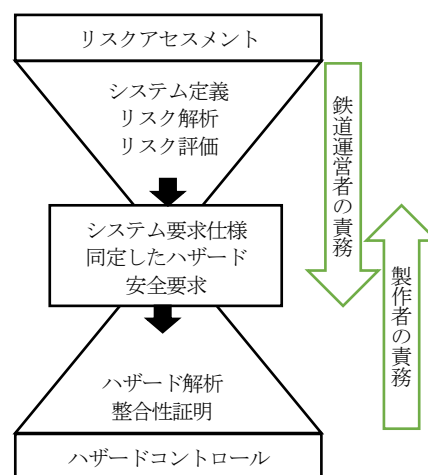 リスクアセスメント
システム定義
リスク解析
リスク評価
システム要求仕様
同定したハザード
安全要求
ハザード解析
整合性証明
ハザードコントロール
鉄道運営者の責務
製作者の責務